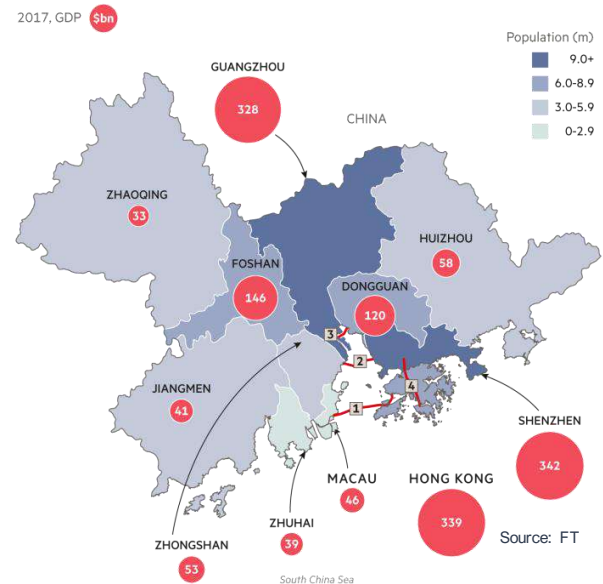 2017, GDP $bn
Population (m)
9.0+
6.0-8.9
3.0-5.9
0-2.9
GUANGZHOU
328
CHINA
ZHAOQING
33
HUIZHOU
58
FOSHAN
146
DONGGUAN
120
3
2
1
4
JIANGMEN
41
SHENZHEN
342
MACAU
46
HONG KONG
339
Source: FT
ZHUHAI
39
ZHONGSHAN
53
South China Sea